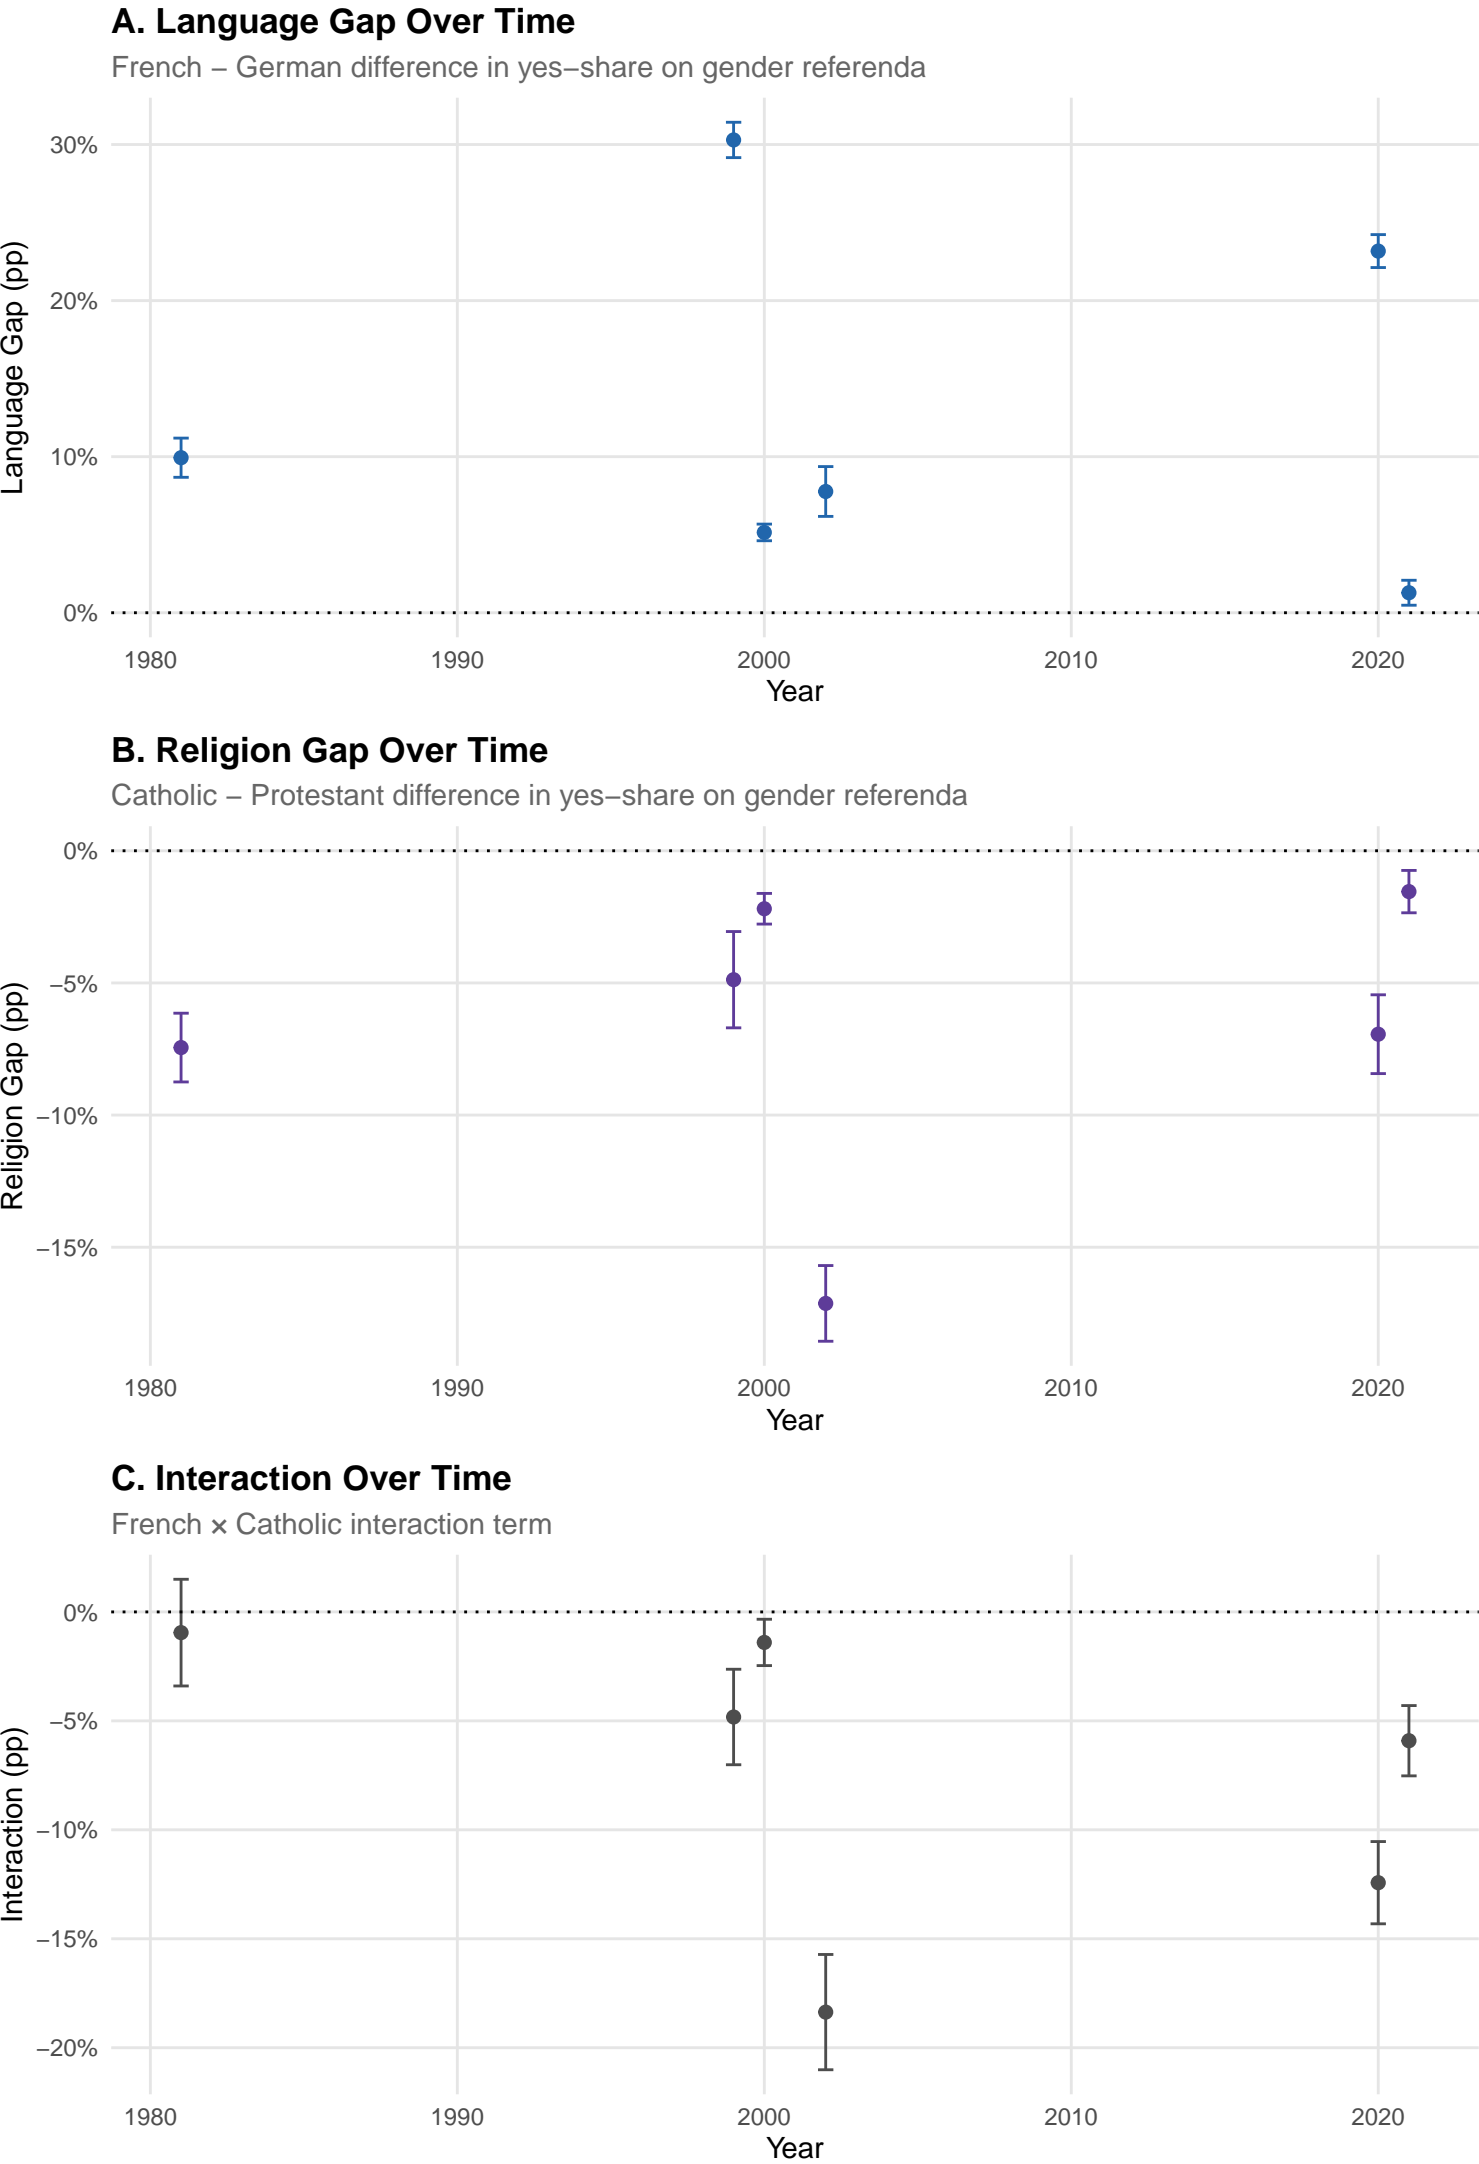 A. Language Gap Over Time
French – German difference in yes–share on gender referenda
Language Gap (pp)
30%
20%
10%
0%
1980 1990 2000 2010 2020
Year
B. Religion Gap Over Time
Catholic – Protestant difference in yes–share on gender referenda
Religion Gap (pp)
0%
–5%
–10%
–15%
1980 1990 2000 2010 2020
Year
C. Interaction Over Time
French × Catholic interaction term
Interaction (pp)
0%
–5%
–10%
–15%
–20%
1980 1990 2000 2010 2020
Year